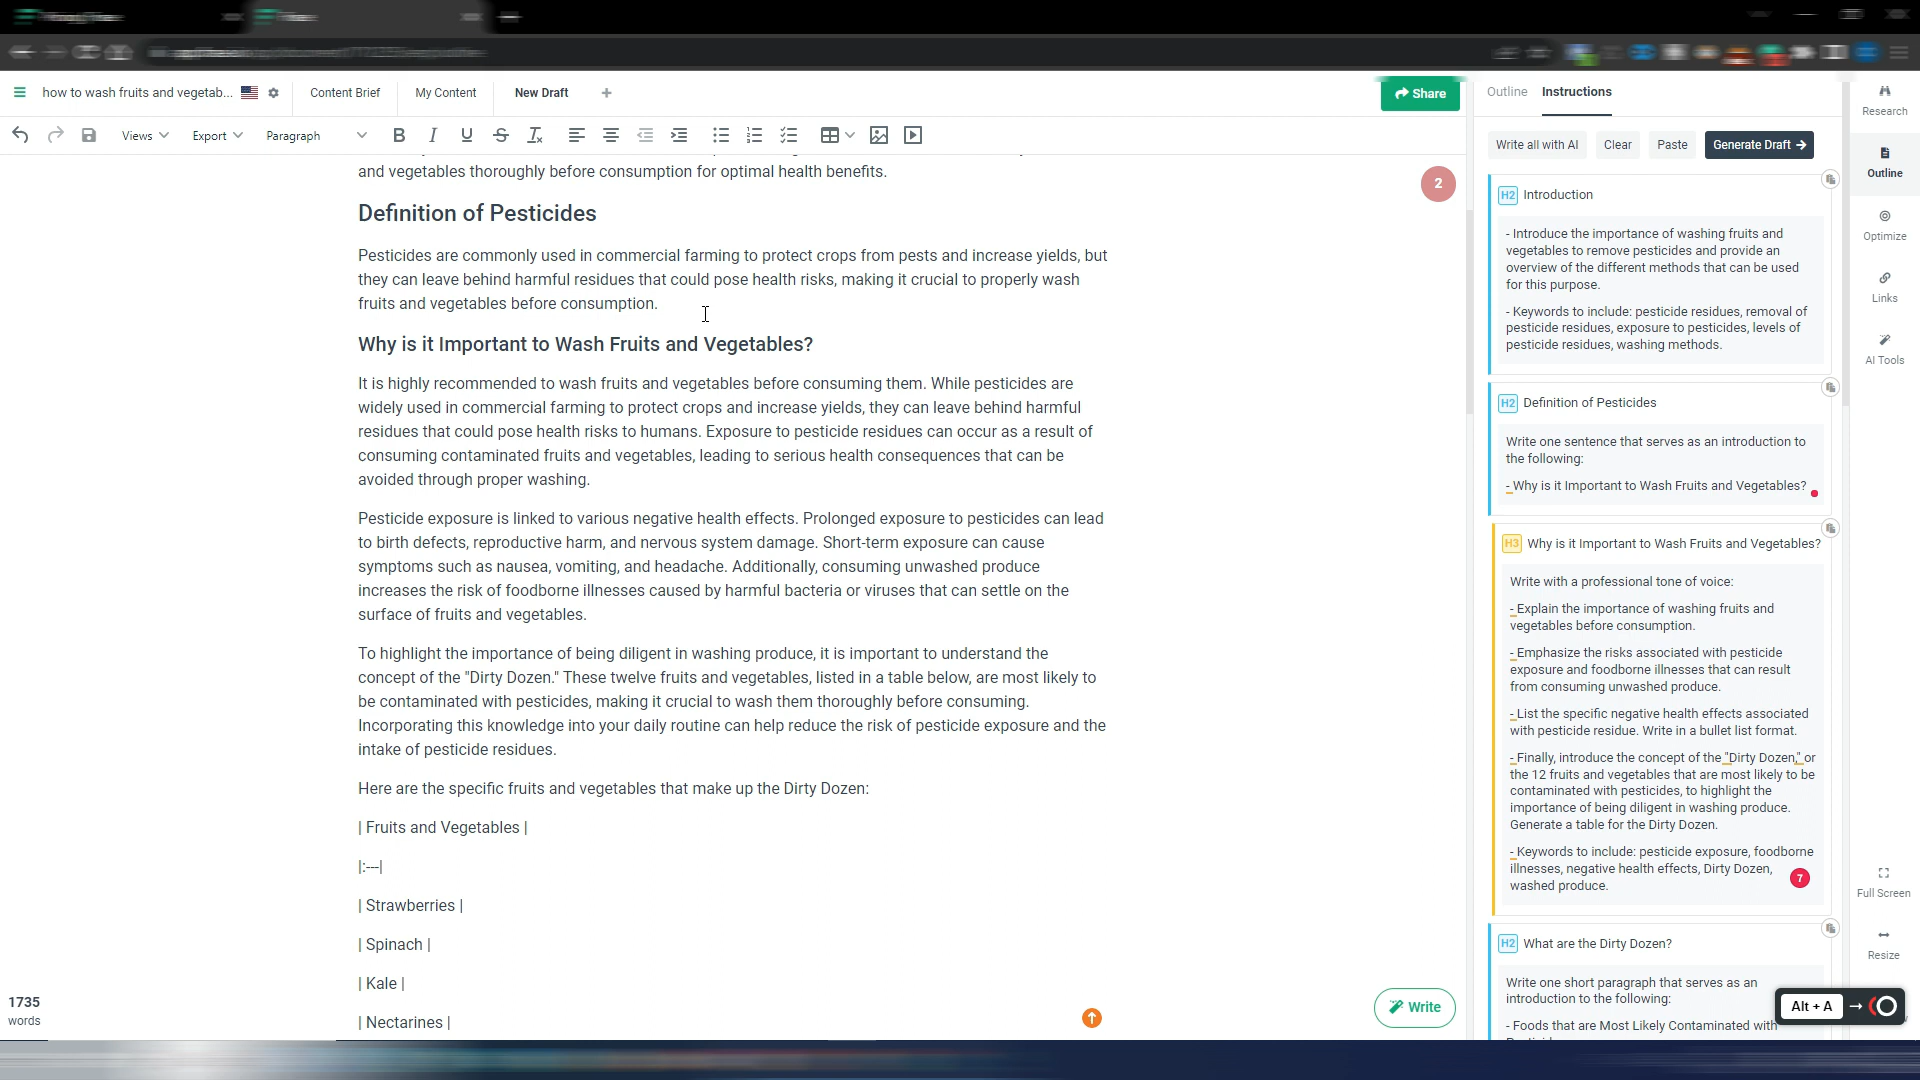 how to wash fruits and vegetab...
Content Brief
My Content
New Draft
+
Share
Views
Export
Paragraph
B I U S
and vegetables thoroughly before consumption for optimal health benefits.
2
Definition of Pesticides
Pesticides are commonly used in commercial farming to protect crops from pests and increase yields, but
they can leave behind harmful residues that could pose health risks, making it crucial to properly wash
fruits and vegetables before consumption.
Why is it Important to Wash Fruits and Vegetables?
It is highly recommended to wash fruits and vegetables before consuming them. While pesticides are
widely used in commercial farming to protect crops and increase yields, they can leave behind harmful
residues that could pose health risks to humans. Exposure to pesticide residues can occur as a result of
consuming contaminated fruits and vegetables, leading to serious health consequences that can be
avoided through proper washing.
Pesticide exposure is linked to various negative health effects. Prolonged exposure to pesticides can lead
to birth defects, reproductive harm, and nervous system damage. Short-term exposure can cause
symptoms such as nausea, vomiting, and headache. Additionally, consuming unwashed produce
increases the risk of foodborne illnesses caused by harmful bacteria or viruses that can settle on the
surface of fruits and vegetables.
To highlight the importance of being diligent in washing produce, it is important to understand the
concept of the "Dirty Dozen." These twelve fruits and vegetables, listed in a table below, are most likely to
be contaminated with pesticides, making it crucial to wash them thoroughly before consuming.
Incorporating this knowledge into your daily routine can help reduce the risk of pesticide exposure and the
intake of pesticide residues.
Here are the specific fruits and vegetables that make up the Dirty Dozen:
| Fruits and Vegetables |
|:---|
| Strawberries |
| Spinach |
| Kale |
| Nectarines |
1735
words
Write
Outline
Instructions
Write all with AI
Clear
Paste
Generate Draft
H2 Introduction
- Introduce the importance of washing fruits and
vegetables to remove pesticides and provide an
overview of the different methods that can be used
for this purpose.
- Keywords to include: pesticide residues, removal of
pesticide residues, exposure to pesticides, levels of
pesticide residues, washing methods.
H2 Definition of Pesticides
Write one sentence that serves as an introduction to
the following:
- Why is it Important to Wash Fruits and Vegetables?
H3 Why is it Important to Wash Fruits and Vegetables?
Write with a professional tone of voice:
- Explain the importance of washing fruits and
vegetables before consumption.
- Emphasize the risks associated with pesticide
exposure and foodborne illnesses that can result
from consuming unwashed produce.
- List the specific negative health effects associated
with pesticide residue. Write in a bullet list format.
- Finally, introduce the concept of the "Dirty Dozen," or
the 12 fruits and vegetables that are most likely to be
contaminated with pesticides, to highlight the
importance of being diligent in washing produce.
Generate a table for the Dirty Dozen.
- Keywords to include: pesticide exposure, foodborne
illnesses, negative health effects, Dirty Dozen,
washed produce.
7
H2 What are the Dirty Dozen?
Write one short paragraph that serves as an
introduction to the following:
- Foods that are Most Likely Contaminated with
Research
Outline
Optimize
Links
AI Tools
Full Screen
Resize
Alt + A